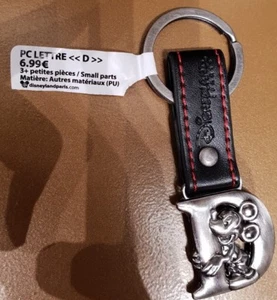 PC LETTRE << D >>
6.99€
3+ petites pièces / Small parts
Matière: Autres matériaux (PU)
disneylandparis.com
D